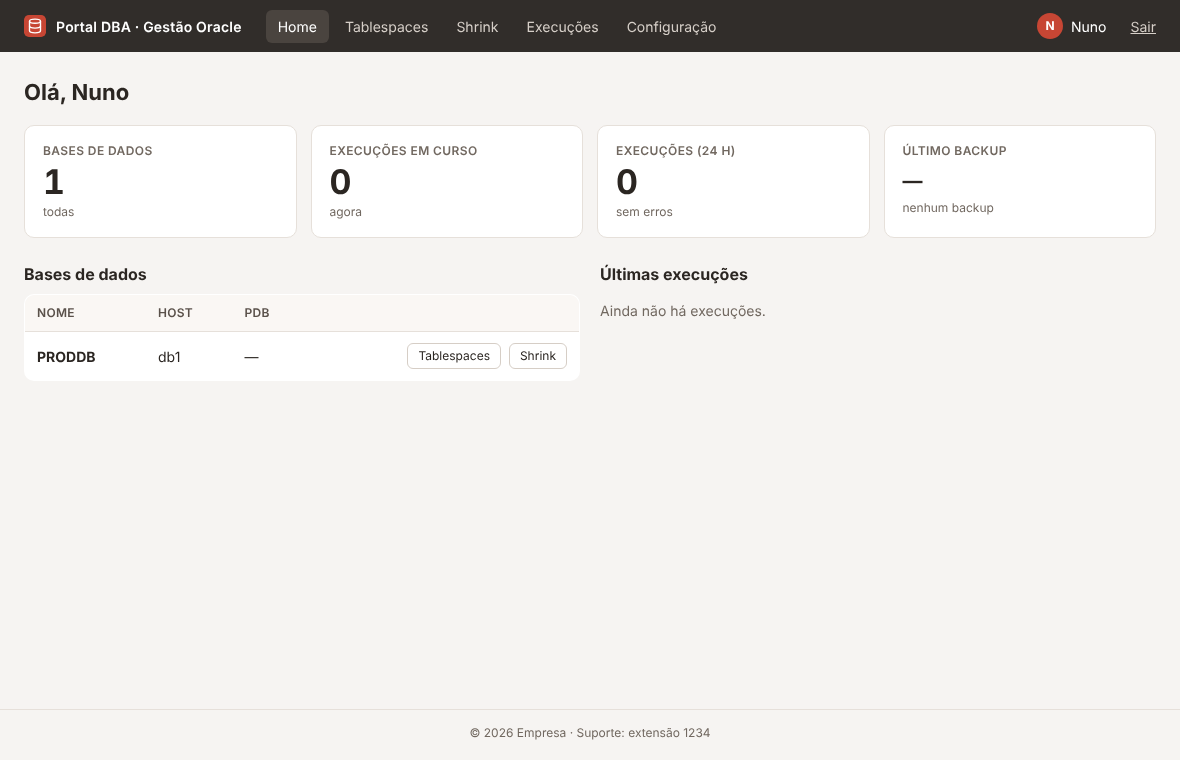 Portal DBA · Gestão Oracle Home Tablespaces Shrink Execuções Configuração N Nuno Sair
Olá, Nuno
BASES DE DADOS
1
todas
EXECUÇÕES EM CURSO
0
agora
EXECUÇÕES (24 H)
0
sem erros
ÚLTIMO BACKUP
—
nenhum backup
Bases de dados
NOME HOST PDB
PRODDB db1 — Tablespaces Shrink
Últimas execuções
Ainda não há execuções.
© 2026 Empresa · Suporte: extensão 1234